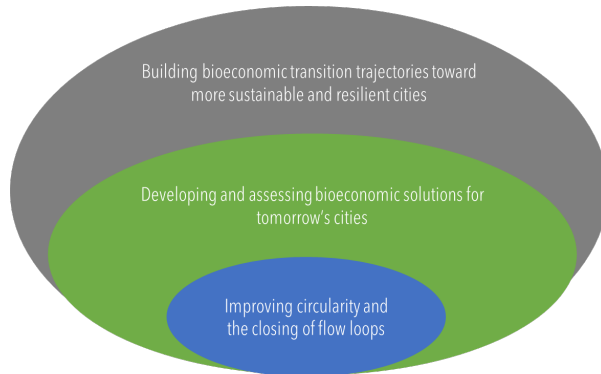 Building bioeconomic transition trajectories toward
more sustainable and resilient cities
Developing and assessing bioeconomic solutions for
tomorrow's cities
Improving circularity and
the closing of flow loops